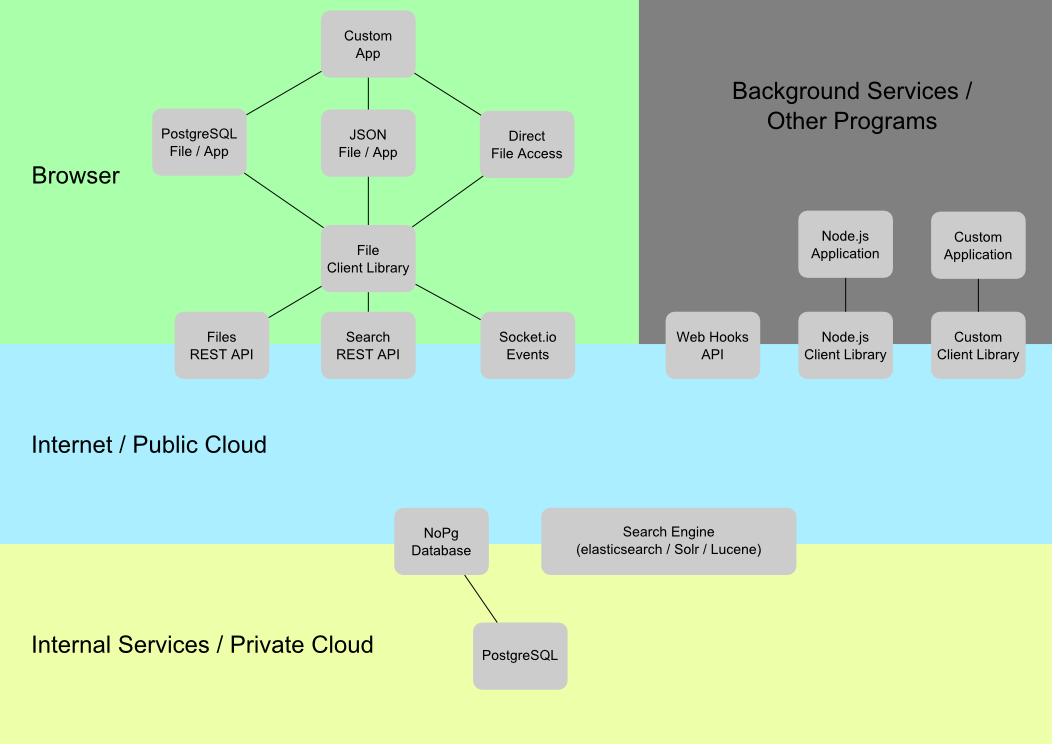 Custom
App
Background Services /
Other Programs
PostgreSQL
File / App
JSON
File / App
Direct
File Access
Browser
File
Client Library
Node.js
Application
Custom
Application
Files
REST API
Search
REST API
Socket.io
Events
Web Hooks
API
Node.js
Client Library
Custom
Client Library
Internet / Public Cloud
NoPg
Database
Search Engine
(elasticsearch / Solr / Lucene)
Internal Services / Private Cloud
PostgreSQL